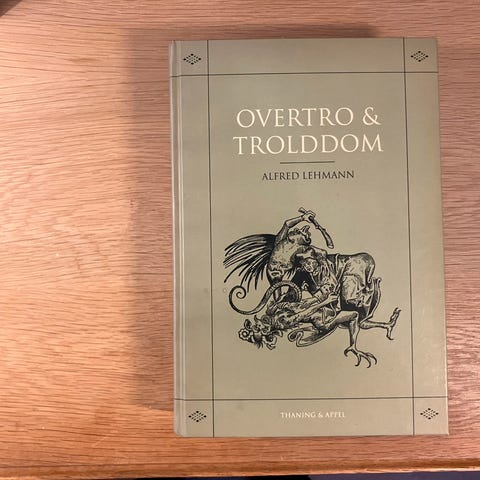 OVERTRO &
TROLDDOM
ALFRED LEHMANN
THANING & APPEL